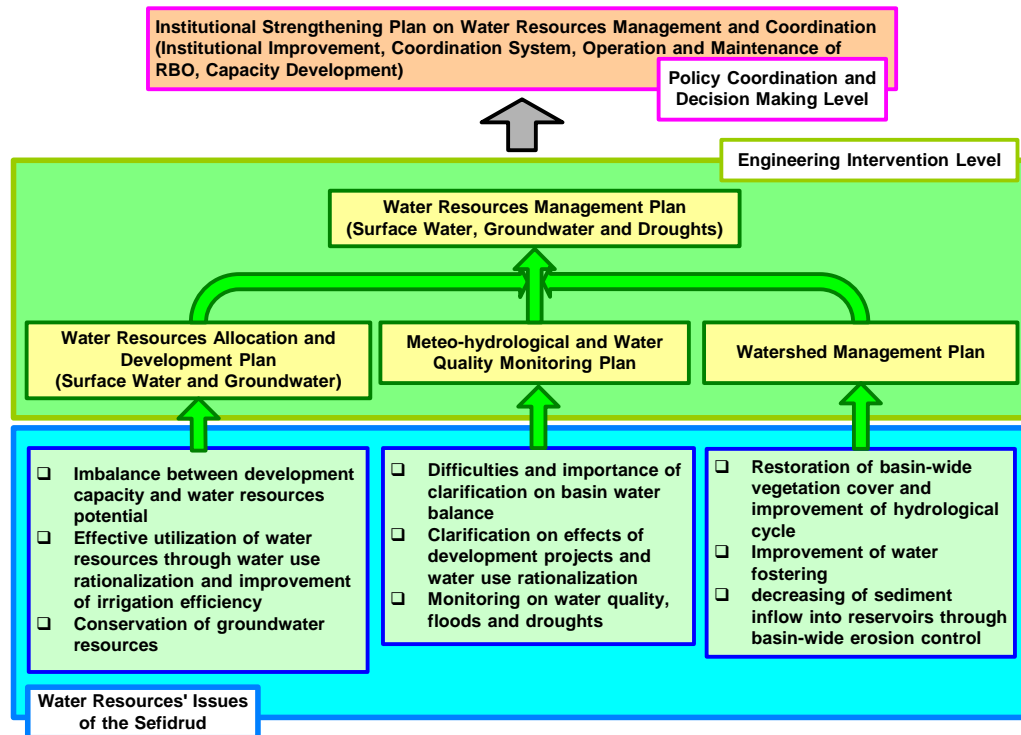 Institutional Strengthening Plan on Water Resources Management and Coordination
(Institutional Improvement, Coordination System, Operation and Maintenance of
RBO, Capacity Development)
Policy Coordination and
Decision Making Level
Engineering Intervention Level
Water Resources Management Plan
(Surface Water, Groundwater and Droughts)
Water Resources Allocation and
Development Plan
(Surface Water and Groundwater)
Meteo-hydrological and Water
Quality Monitoring Plan
Watershed Management Plan
❑ Imbalance between development
capacity and water resources
potential
❑ Effective utilization of water
resources through water use
rationalization and improvement
of irrigation efficiency
❑ Conservation of groundwater
resources
❑ Difficulties and importance of
clarification on basin water
balance
❑ Clarification on effects of
development projects and
water use rationalization
❑ Monitoring on water quality,
floods and droughts
❑ Restoration of basin-wide
vegetation cover and
improvement of hydrological
cycle
❑ Improvement of water
fostering
❑ decreasing of sediment
inflow into reservoirs through
basin-wide erosion control
Water Resources' Issues
of the Sefidrud